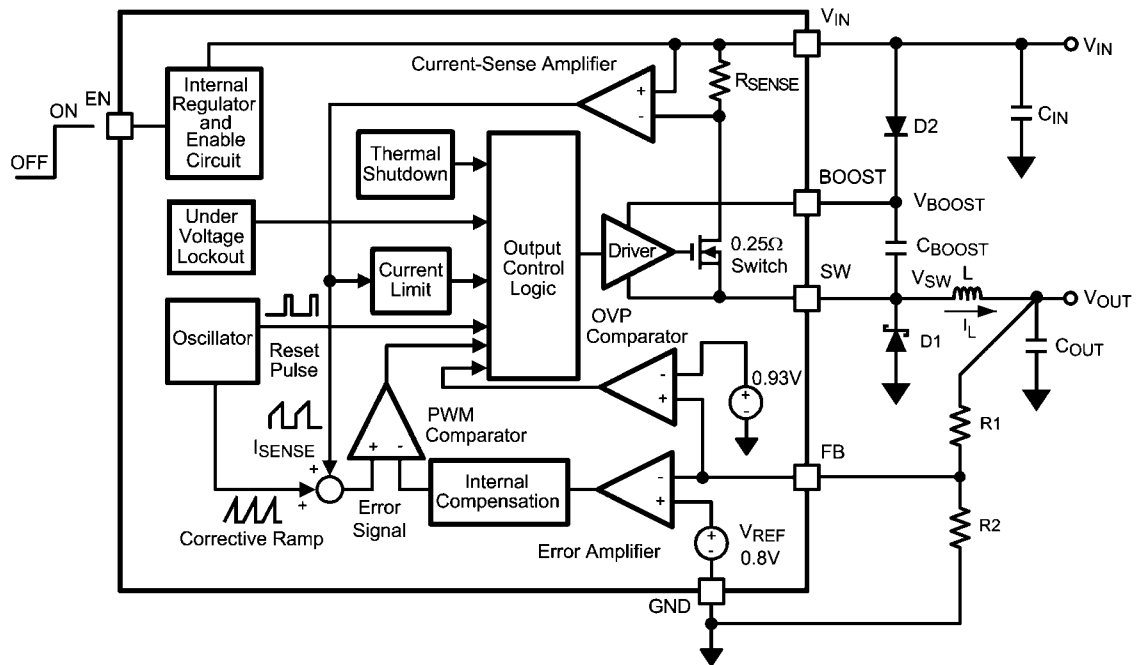 VIN
VIN
Current-Sense Amplifier
RSENSE
Internal
Regulator
and
Enable
Circuit
EN
ON
OFF
+
-
D2
CIN
Thermal
Shutdown
BOOST
VBOOST
Under
Voltage
Lockout
Output
Control
Logic
Driver
0.25Ω
Switch
CBOOST
Current
Limit
SW
VSW
L
VOUT
IL
Oscillator
Reset
Pulse
OVP
Comparator
D1
COUT
-
+
0.93V
+
-
PWM
Comparator
R1
ISENSE
+
-
FB
+
+
Internal
Compensation
-
+
Error
Signal
R2
Corrective Ramp
Error Amplifier
+
-
VREF
0.8V
GND